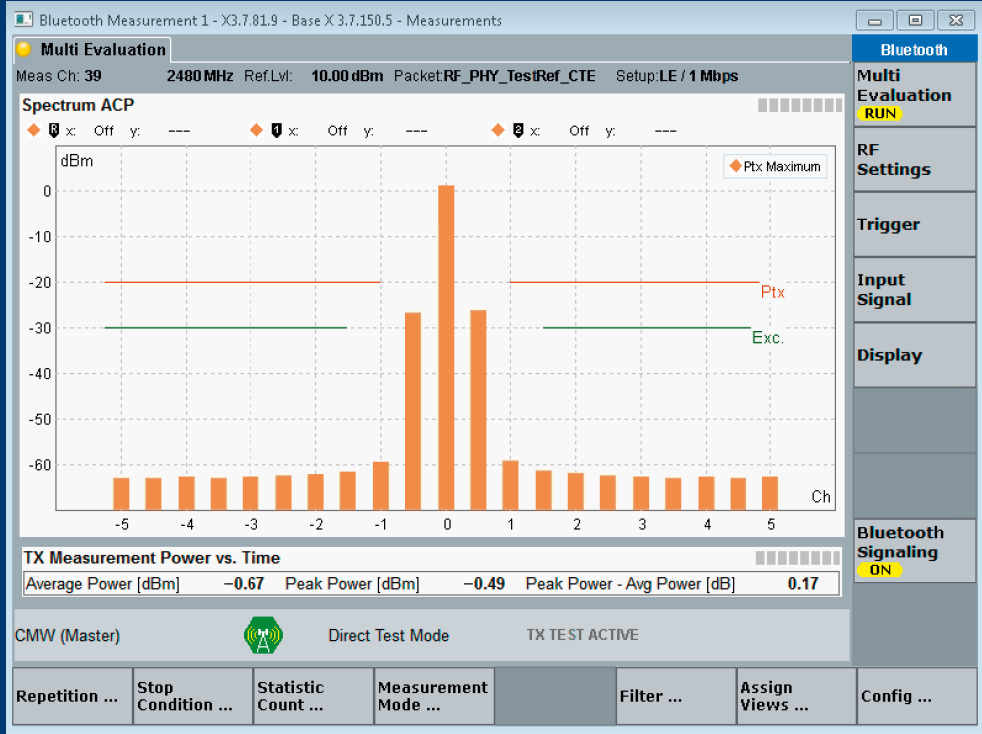 Bluetooth Measurement 1 - X3.7.81.9 - Base X 3.7.150.5 - Measurements
Multi Evaluation
Meas Ch: 39 2480 MHz Ref.Lvl: 10.00 dBm Packet:RF_PHY_TestRef_CTE Setup:LE / 1 Mbps
Spectrum ACP
R x: Off y: --- 1 x: Off y: --- 2 x: Off y: ---
dBm
Ptx Maximum
0
-10
-20
Ptx
-30
Exc.
-40
-50
-60
Ch
-5 -4 -3 -2 -1 0 1 2 3 4 5
TX Measurement Power vs. Time
Average Power [dBm] -0.67 Peak Power [dBm] -0.49 Peak Power - Avg Power [dB] 0.17
CMW (Master) Direct Test Mode TX TEST ACTIVE
Bluetooth
Multi
Evaluation
RUN
RF
Settings
Trigger
Input
Signal
Display
Bluetooth
Signaling
ON
Repetition ...
Stop
Condition ...
Statistic
Count ...
Measurement
Mode ...
Filter ...
Assign
Views ...
Config ...